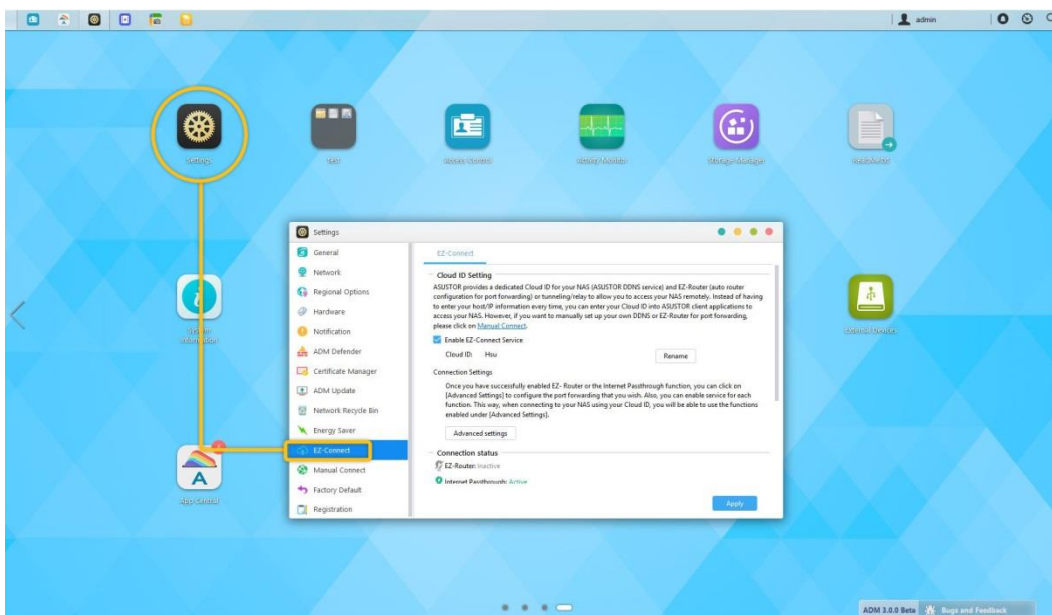 admin
Settings
test
Access Control
Activity Monitor
Storage Manager
System
Information
External Devices
App Central
Settings
General
Network
Regional Options
Hardware
Notification
ADM Defender
Certificate Manager
ADM Update
Network Recycle Bin
Energy Saver
EZ-Connect
Manual Connect
Factory Default
Registration
EZ-Connect
Cloud ID Setting
ASUSTOR provides a dedicated Cloud ID for your NAS (ASUSTOR DDNS service) and EZ-Router (auto router
configuration for port forwarding) or tunneling/relay to allow you to access your NAS remotely. Instead of having
to enter your host/IP information every time, you can enter your Cloud ID into ASUSTOR client applications to
access your NAS. However, if you want to manually set up your own DDNS or EZ-Router for port forwarding,
please click on Manual Connect.
Enable EZ-Connect Service
Cloud ID: Hsu
Rename
Connection Settings
Once you have successfully enabled EZ- Router or the Internet Passthrough function, you can click on
[Advanced Settings] to configure the port forwarding that you wish. Also, you can enable service for each
function. This way, when connecting to your NAS using your Cloud ID, you will be able to use the functions
enabled under [Advanced Settings].
Advanced settings
Connection status
EZ-Router: Inactive
Internet Passthrough: Active
Apply
ADM 3.0.0 Beta
Bugs and Feedback